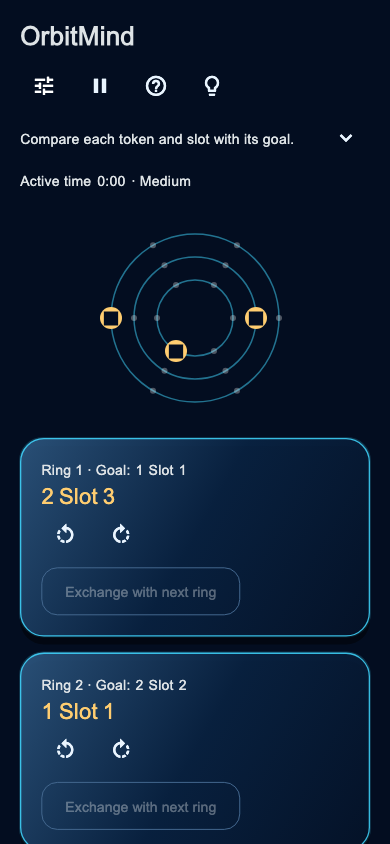 OrbitMind
Compare each token and slot with its goal.
Active time 0:00 · Medium
Ring 1 · Goal: 1 Slot 1
2 Slot 3
Exchange with next ring
Ring 2 · Goal: 2 Slot 2
1 Slot 1
Exchange with next ring